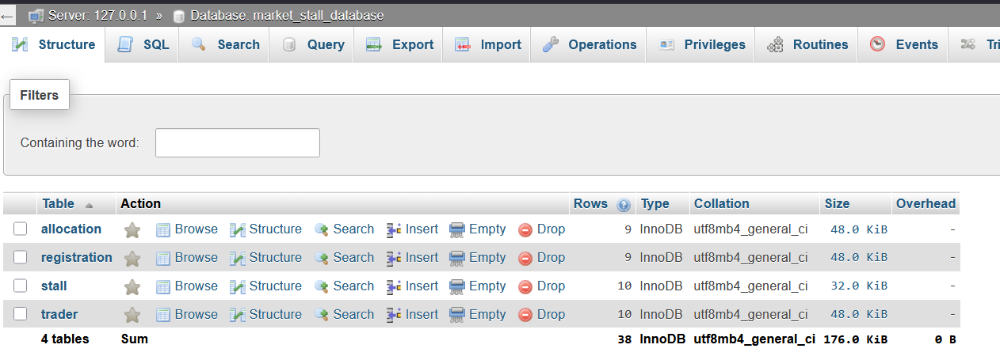 ← Server: 127.0.0.1 » Database: market_stall_database
Structure SQL Search Query Export Import Operations Privileges Routines Events Tri
Filters
Containing the word:
Table Action Rows Type Collation Size Overhead
allocation Browse Structure Search Insert Empty Drop 9 InnoDB utf8mb4_general_ci 48.0 KiB -
registration Browse Structure Search Insert Empty Drop 9 InnoDB utf8mb4_general_ci 48.0 KiB -
stall Browse Structure Search Insert Empty Drop 10 InnoDB utf8mb4_general_ci 32.0 KiB -
trader Browse Structure Search Insert Empty Drop 10 InnoDB utf8mb4_general_ci 48.0 KiB -
4 tables Sum 38 InnoDB utf8mb4_general_ci 176.0 KiB 0 B